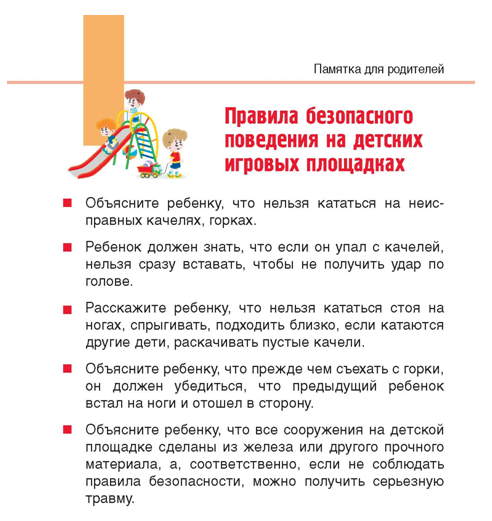 Памятка для родителей
Правила безопасного
поведения на детских
игровых площадках
Объясните ребенку, что нельзя кататься на неис-
правных качелях, горках.
Ребенок должен знать, что если он упал с качелей,
нельзя сразу вставать, чтобы не получить удар по
голове.
Расскажите ребенку, что нельзя кататься стоя на
ногах, спрыгивать, подходить близко, если катаются
другие дети, раскачивать пустые качели.
Объясните ребенку, что прежде чем съехать с горки,
он должен убедиться, что предыдущий ребенок
встал на ноги и отошел в сторону.
Объясните ребенку, что все сооружения на детской
площадке сделаны из железа или другого прочного
материала, а, соответственно, если не соблюдать
правила безопасности, можно получить серьезную
травму.